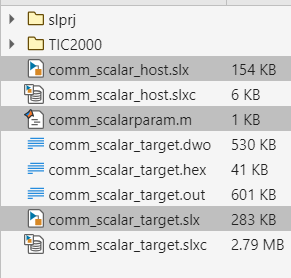 slprj
TIC2000
comm_scalar_host.slx 154 KB
comm_scalar_host.slxc 6 KB
comm_scalarparam.m 1 KB
comm_scalar_target.dwo 530 KB
comm_scalar_target.hex 41 KB
comm_scalar_target.out 601 KB
comm_scalar_target.slx 283 KB
comm_scalar_target.slxc 2.79 MB